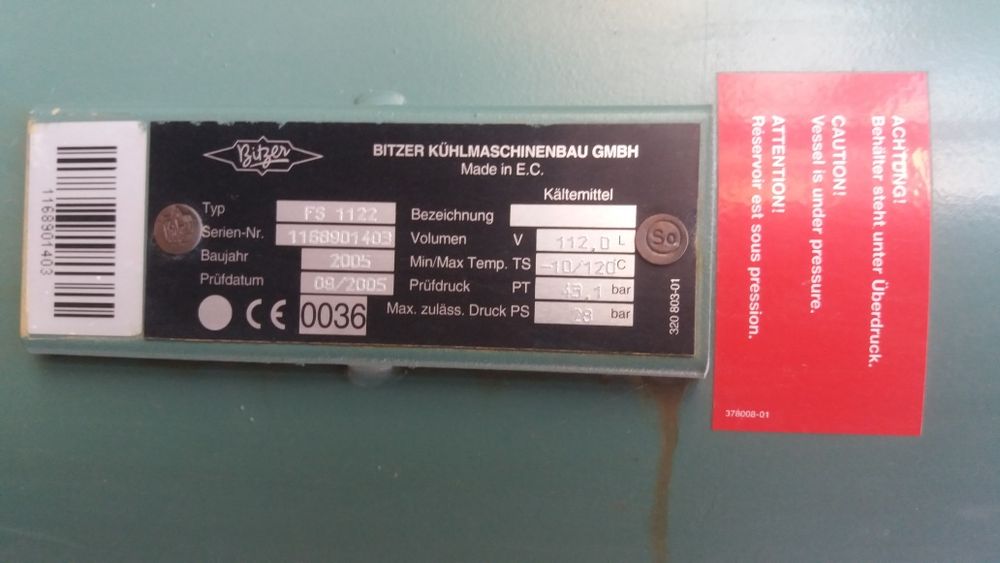 1168901403
Bitzer
BITZER KÜHLMASCHINENBAU GMBH
Made in E.C.
Kältemittel
Typ FS 1122
Bezeichnung
Serien-Nr. 1168901403
Volumen V 112,0 L
Baujahr 2005
Min/Max Temp. TS -10/120 °C
Prüfdatum 08/2005
Prüfdruck PT bar
CE 0036
Max. zuläss. Druck PS 28 bar
320 803-01
So
ACHTUNG!
Behälter steht unter Überdruck.
CAUTION!
Vessel is under pressure.
ATTENTION!
Réservoir est sous pression.
378008-01